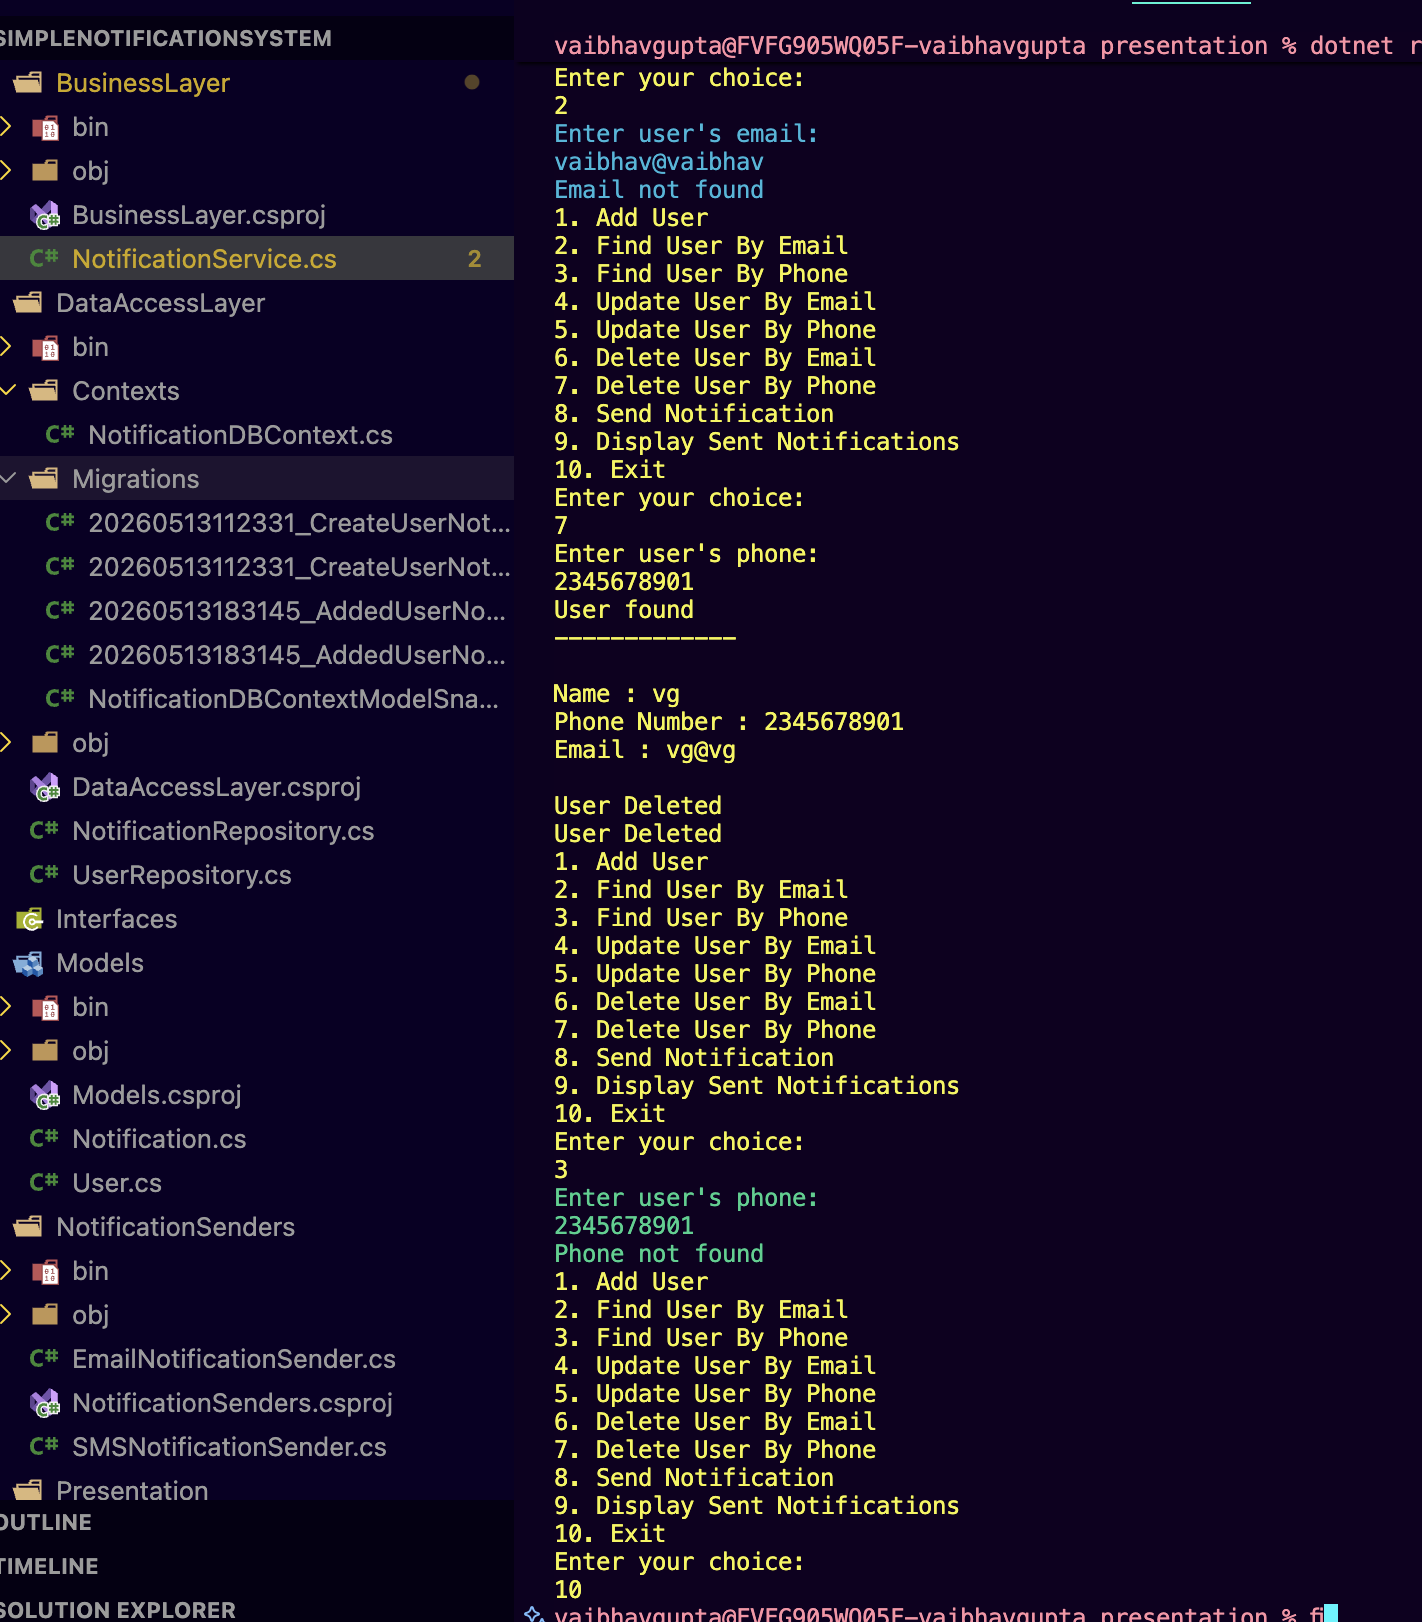 SIMPLENOTIFICATIONSYSTEM
BusinessLayer
bin
obj
BusinessLayer.csproj
NotificationService.cs 2
DataAccessLayer
bin
Contexts
NotificationDBContext.cs
Migrations
20260513112331_CreateUserNot...
20260513112331_CreateUserNot...
20260513183145_AddedUserNo...
20260513183145_AddedUserNo...
NotificationDBContextModelSna...
obj
DataAccessLayer.csproj
NotificationRepository.cs
UserRepository.cs
Interfaces
Models
bin
obj
Models.csproj
Notification.cs
User.cs
NotificationSenders
bin
obj
EmailNotificationSender.cs
NotificationSenders.csproj
SMSNotificationSender.cs
Presentation
OUTLINE
TIMELINE
SOLUTION EXPLORER
vaibhavgupta@FVFG905WQ05F-vaibhavgupta presentation % dotnet r
Enter your choice:
2
Enter user's email:
vaibhav@vaibhav
Email not found
1. Add User
2. Find User By Email
3. Find User By Phone
4. Update User By Email
5. Update User By Phone
6. Delete User By Email
7. Delete User By Phone
8. Send Notification
9. Display Sent Notifications
10. Exit
Enter your choice:
7
Enter user's phone:
2345678901
User found
-------------
Name : vg
Phone Number : 2345678901
Email : vg@vg
User Deleted
User Deleted
1. Add User
2. Find User By Email
3. Find User By Phone
4. Update User By Email
5. Update User By Phone
6. Delete User By Email
7. Delete User By Phone
8. Send Notification
9. Display Sent Notifications
10. Exit
Enter your choice:
3
Enter user's phone:
2345678901
Phone not found
1. Add User
2. Find User By Email
3. Find User By Phone
4. Update User By Email
5. Update User By Phone
6. Delete User By Email
7. Delete User By Phone
8. Send Notification
9. Display Sent Notifications
10. Exit
Enter your choice:
10
vaibhavgupta@FVFG905WQ05F-vaibhavgupta presentation % f